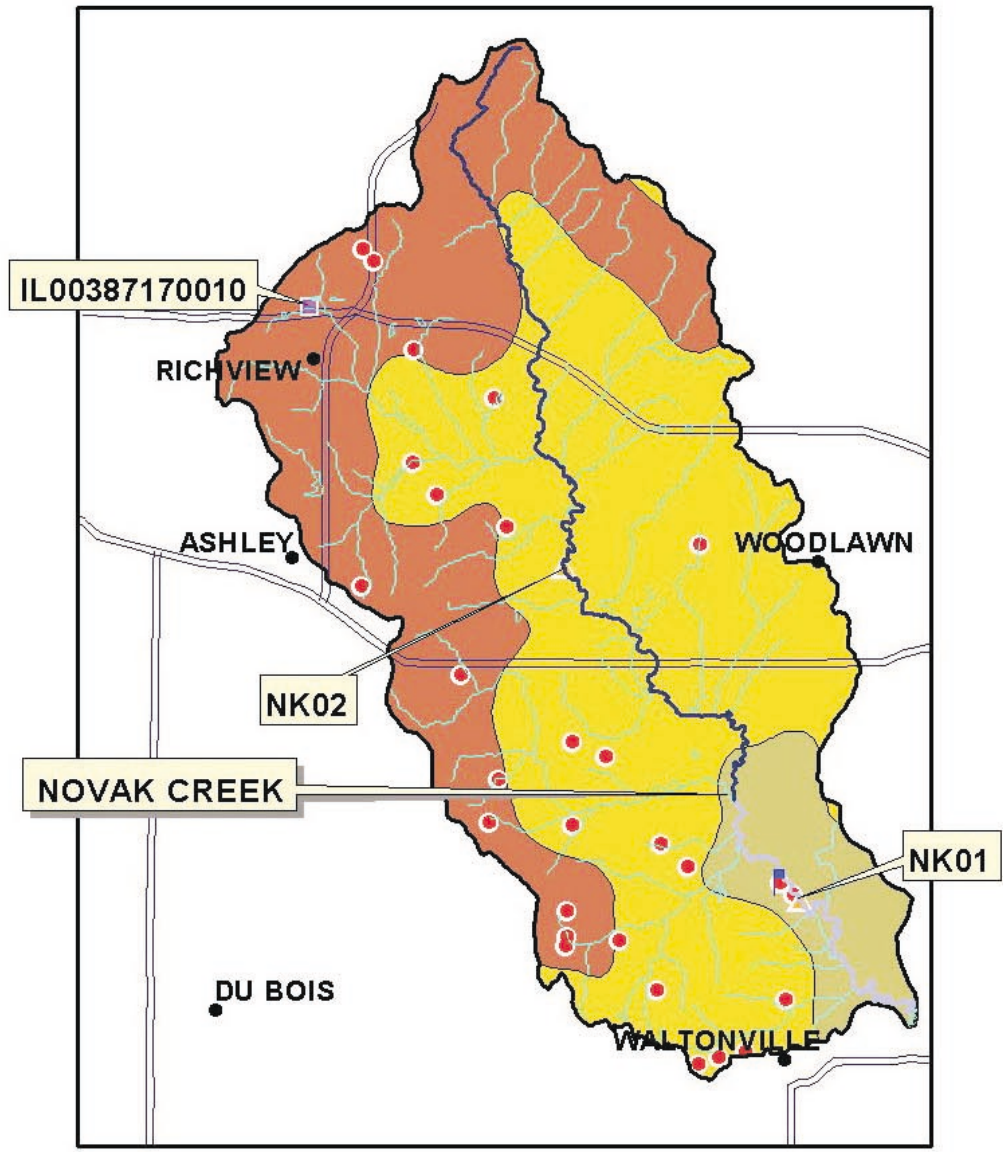 IL00387170010
RICHVIEW
ASHLEY
WOODLAWN
NK02
NOVAK CREEK
NK01
DU BOIS
WALTONVILLE